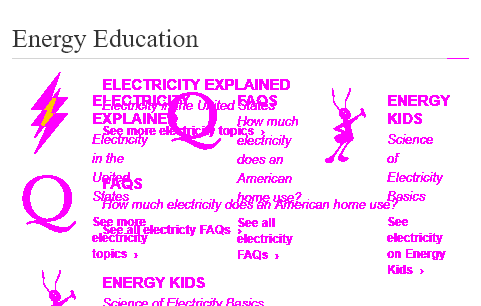 Energy Education
ELECTRICITY EXPLAINED
Electricity in the United States
See more electricity topics ›
FAQS
How much electricity does an American home use?
See all electricity FAQs ›
ENERGY KIDS
Science of Electricity Basics
ELECTRICITY
EXPLAINED
Electricity
in the
United
States
See more
electricity
topics ›
FAQS
How much
electricity
does an
American
home use?
See all
electricity
FAQs ›
ENERGY
KIDS
Science
of
Electricity
Basics
See
electricity
on Energy
Kids ›